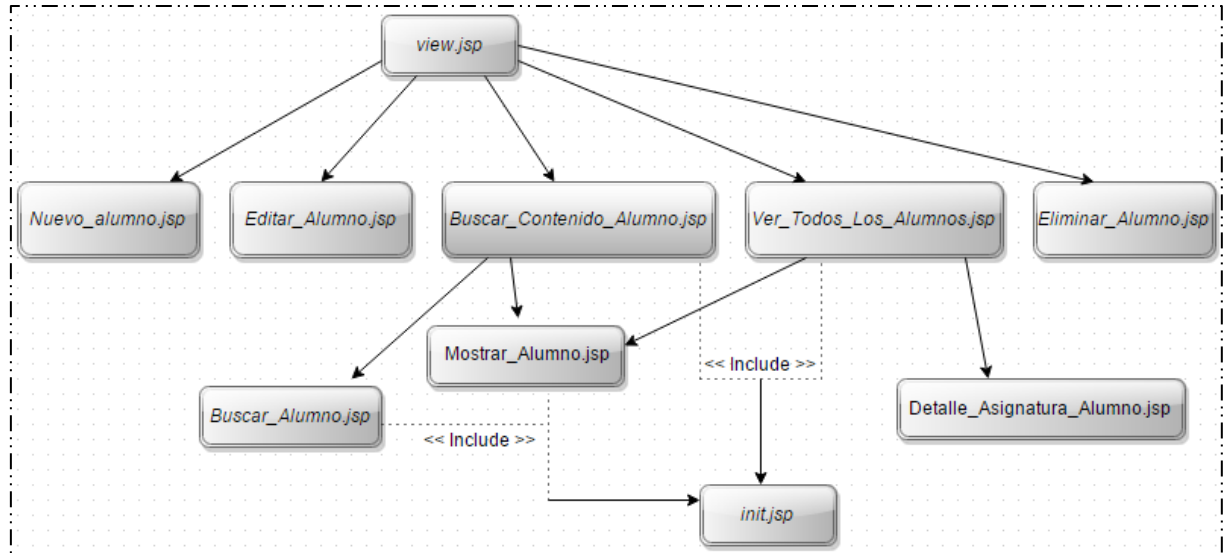 view.jsp
Nuevo_alumno.jsp
Editar_Alumno.jsp
Buscar_Contenido_Alumno.jsp
Ver_Todos_Los_Alumnos.jsp
Eliminar_Alumno.jsp
Mostrar_Alumno.jsp
<< Include >>
Buscar_Alumno.jsp
Detalle_Asignatura_Alumno.jsp
<< Include >>
init.jsp